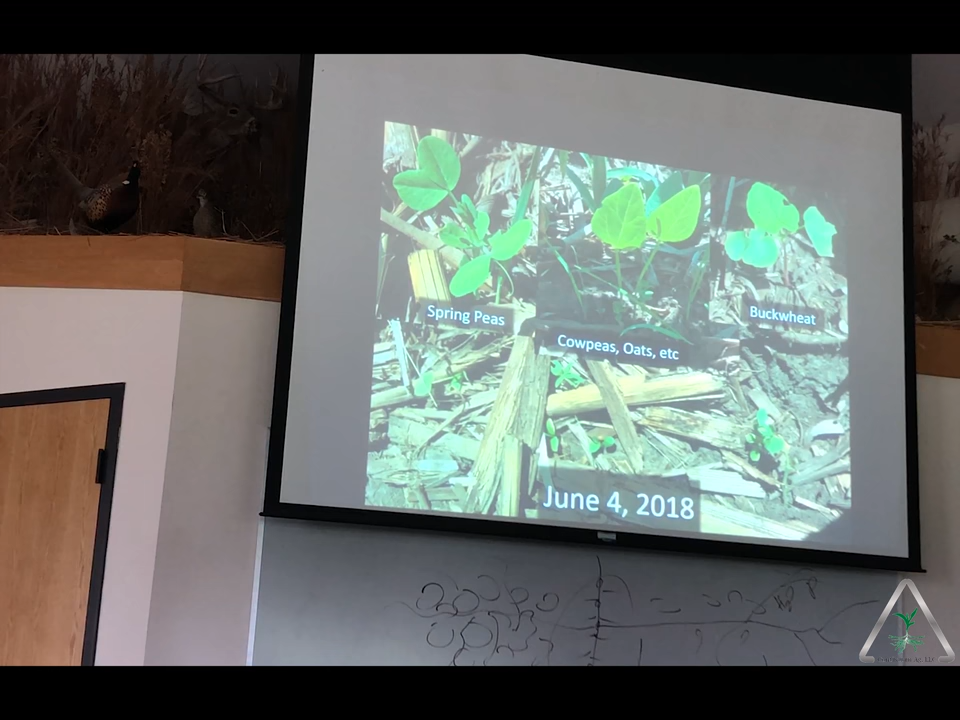 Spring Peas
Cowpeas, Oats, etc
Buckwheat
June 4, 2018